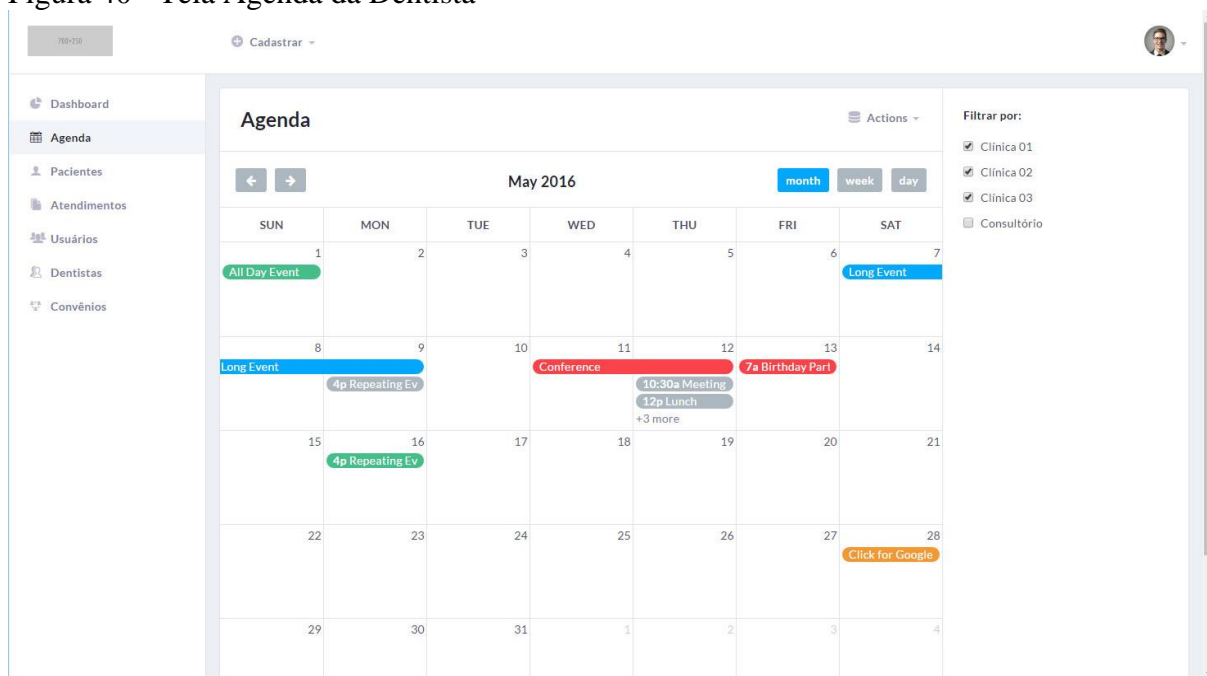 Figura 40 - Tela Agenda da Dentista
700×250
Cadastrar
Dashboard
Agenda
Pacientes
Atendimentos
Usuários
Dentistas
Convênios
Agenda
Actions
May 2016
month week day
SUN MON TUE WED THU FRI SAT
1 2 3 4 5 6 7
All Day Event Long Event
8 9 10 11 12 13 14
Long Event Conference 7a Birthday Part
4p Repeating Ev 10:30a Meeting
12p Lunch
+3 more
15 16 17 18 19 20 21
4p Repeating Ev
22 23 24 25 26 27 28
Click for Google
29 30 31 1 2 3 4
Filtrar por:
Clínica 01
Clínica 02
Clínica 03
Consultório